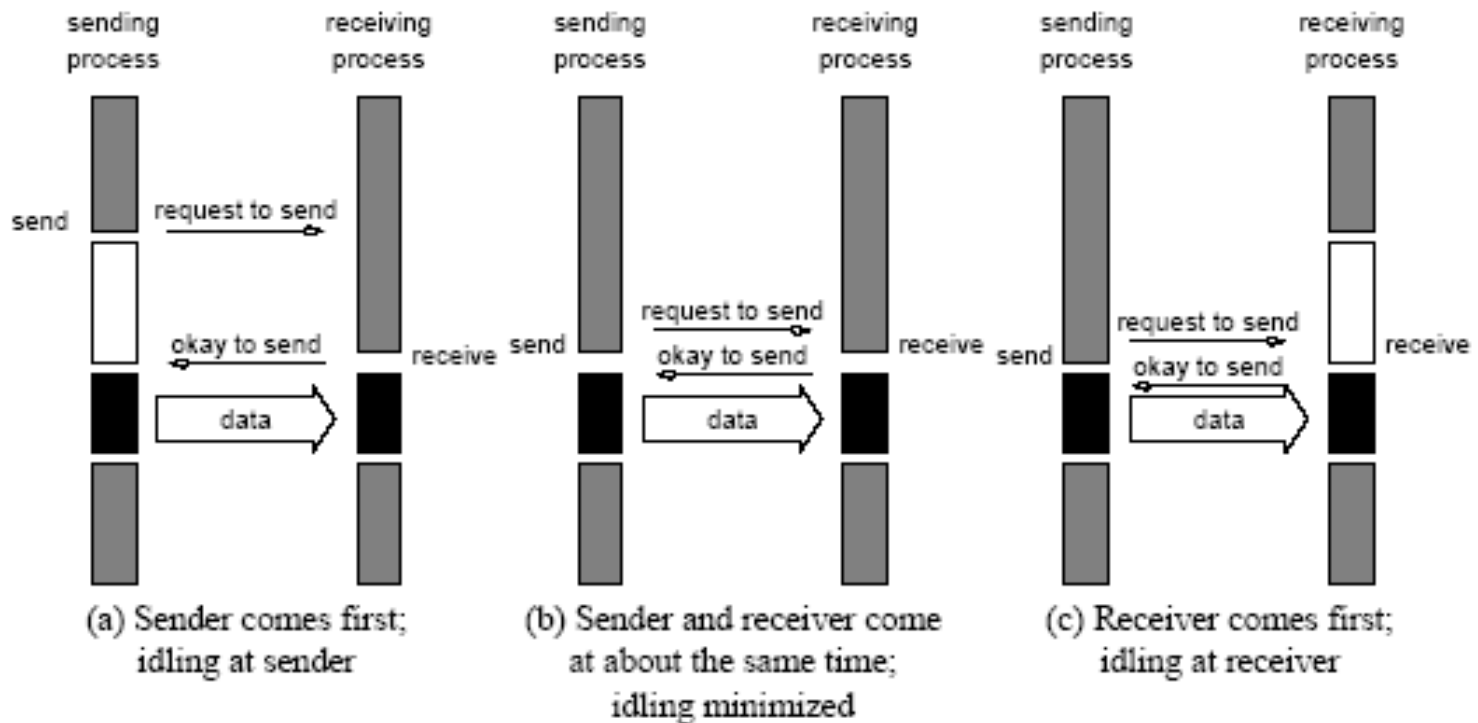 sending
process
receiving
process
sending
process
receiving
process
sending
process
receiving
process
send
request to send
okay to send
receive
data
send
request to send
okay to send
receive
data
send
request to send
okay to send
receive
data
(a) Sender comes first;
idling at sender
(b) Sender and receiver come
at about the same time;
idling minimized
(c) Receiver comes first;
idling at receiver